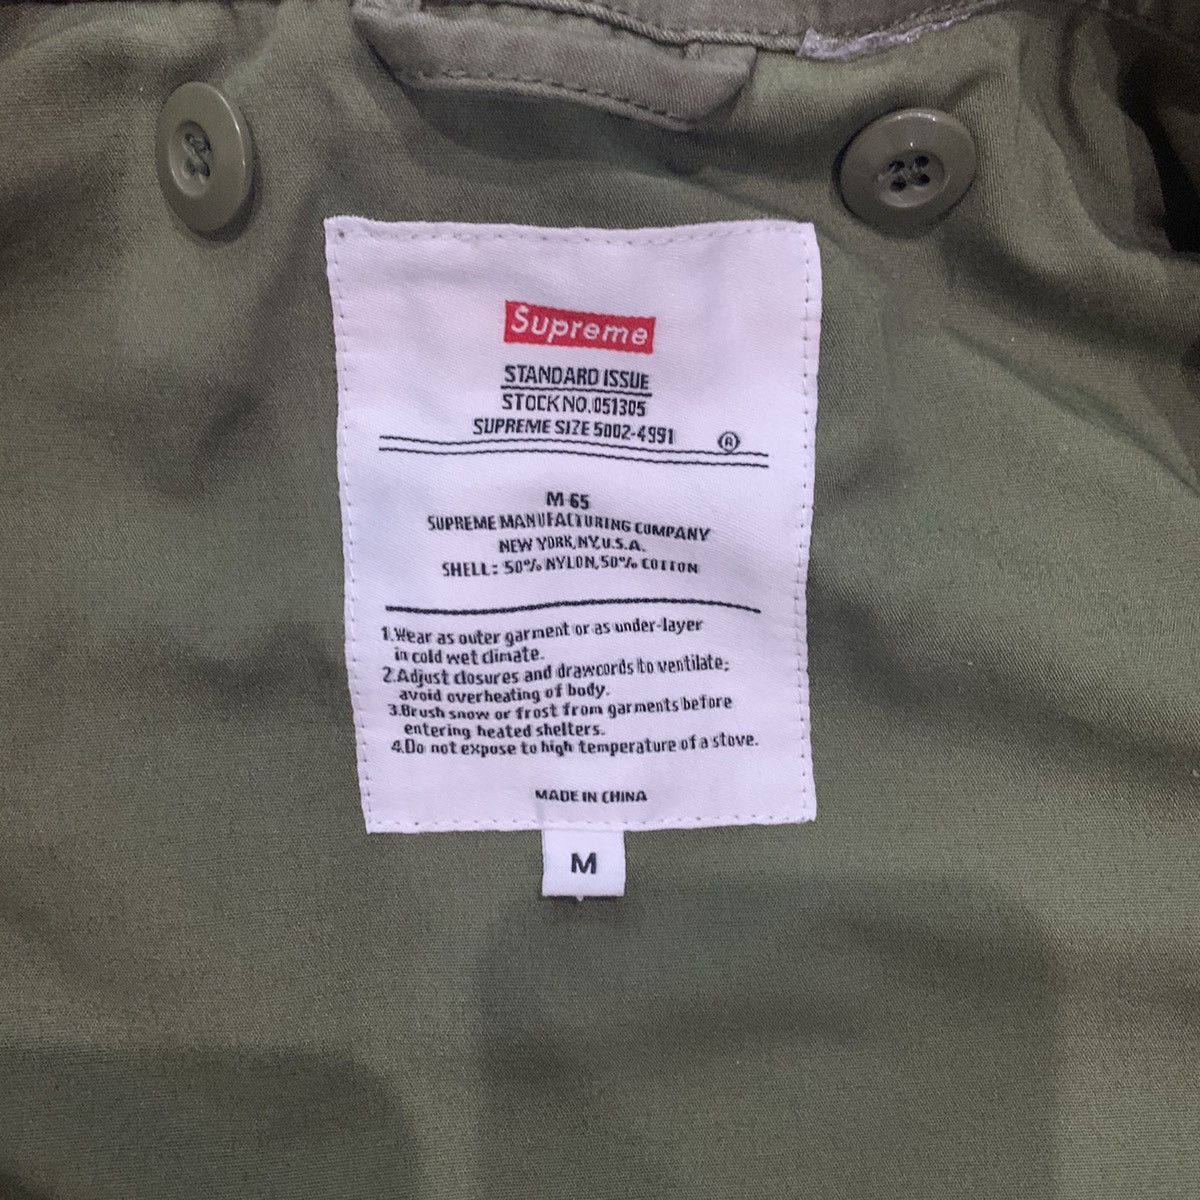 Supreme
STANDARD ISSUE
STOCK NO. 051305
SUPREME SIZE 5002-4991 ®
M 65
SUPREME MANUFACTURING COMPANY
NEW YORK, N.Y. U.S.A.
SHELL: 50% NYLON, 50% COTTON
1.Wear as outer garment or as under-layer
in cold wet climate.
2.Adjust closures and drawcords to ventilate;
avoid overheating of body.
3.Brush snow or frost from garments before
entering heated shelters.
4.Do not expose to high temperature of a stove.
MADE IN CHINA
M